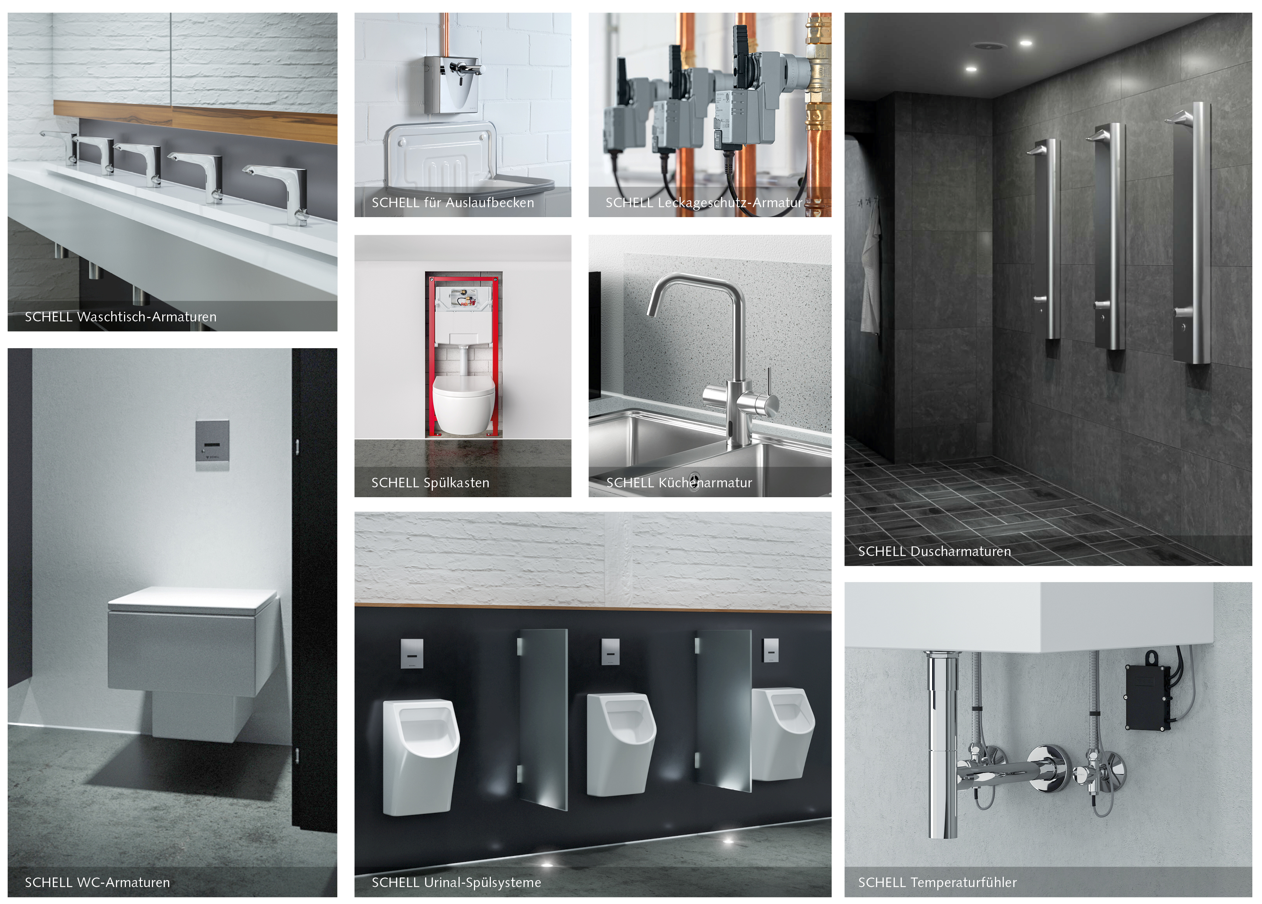 SCHELL Waschtisch-Armaturen
SCHELL für Auslaufbecken
SCHELL Leckageschutz-Armatur
SCHELL Spülkasten
SCHELL Küchenarmatur
SCHELL Duscharmaturen
SCHELL WC-Armaturen
SCHELL Urinal-Spülsysteme
SCHELL Temperaturfühler